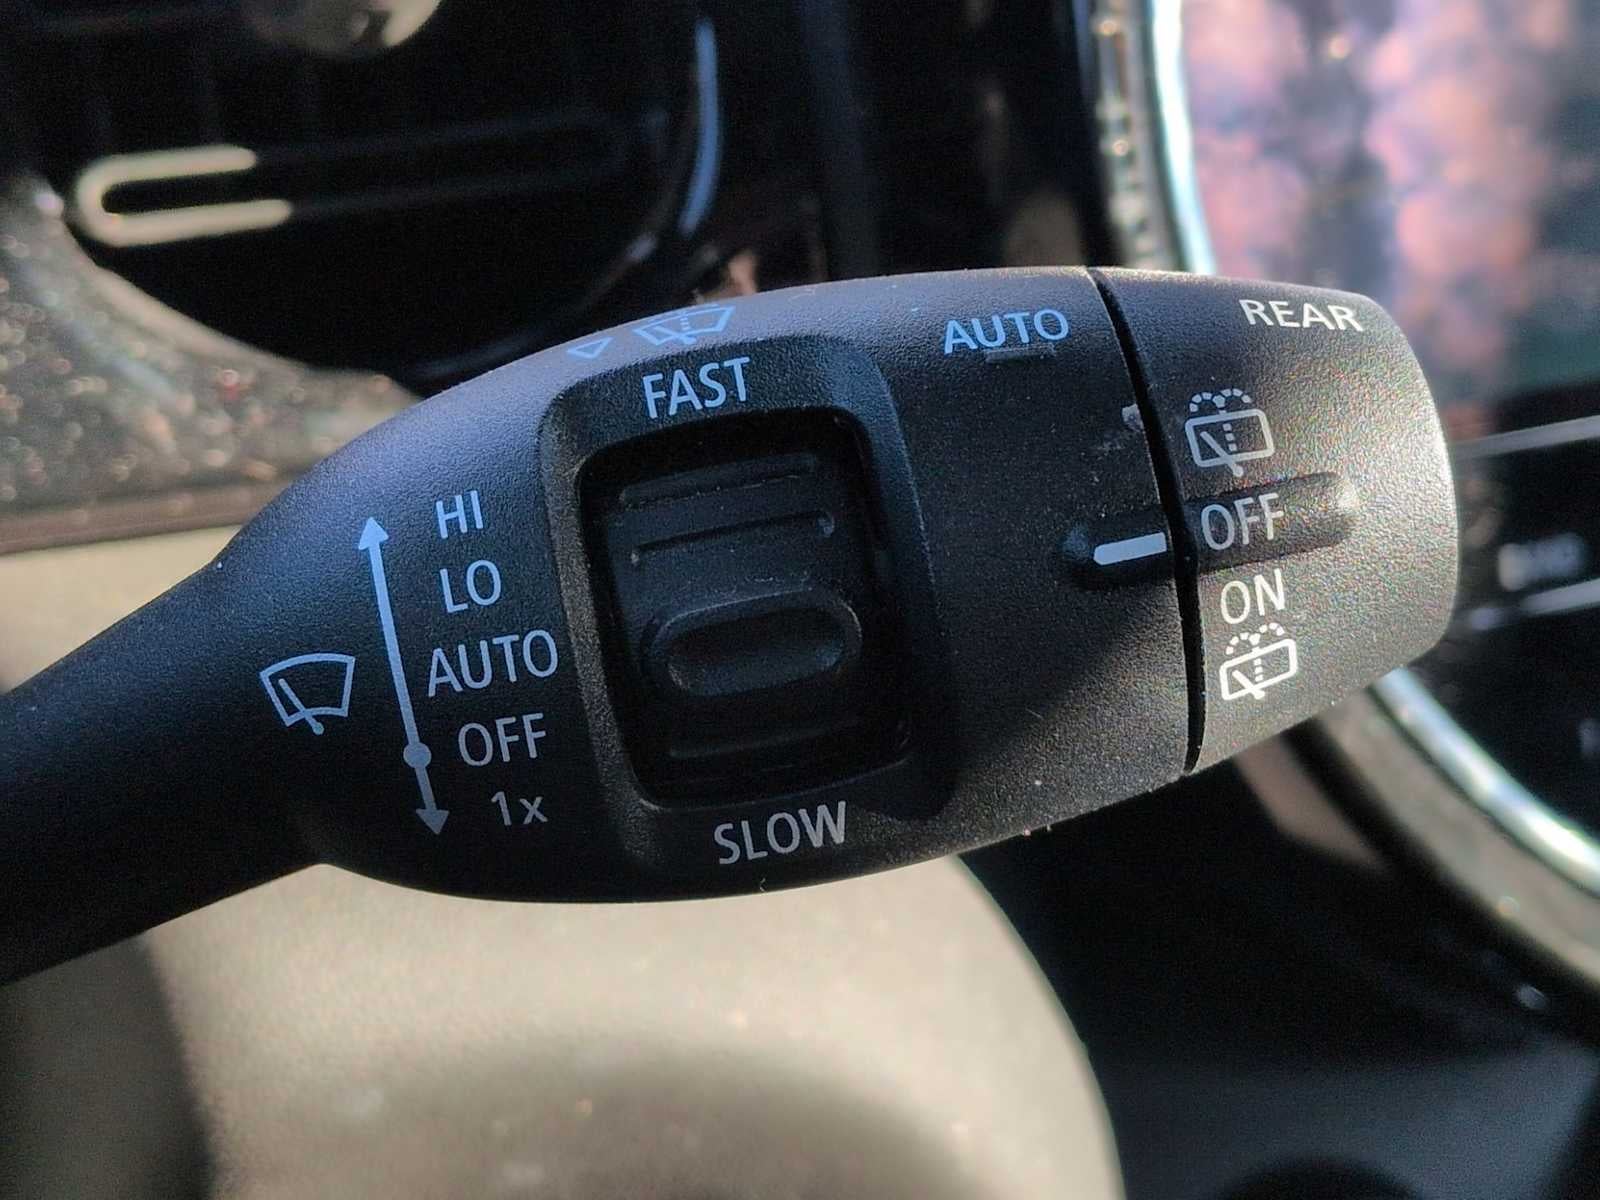 FAST
AUTO
REAR
HI
LO
AUTO
OFF
1x
SLOW
OFF
ON